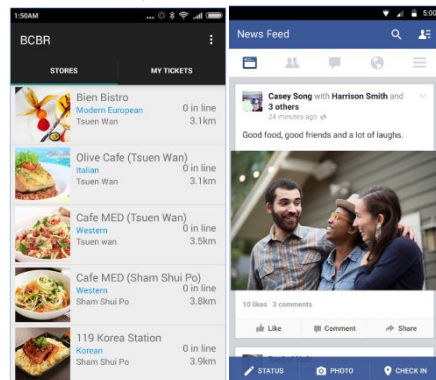 1:50AM
BCBR
STORES
MY TICKETS
Bien Bistro
Modern European
0 in line
Tsuen Wan
3.1km
Olive Cafe (Tsuen Wan)
Italian
0 in line
Tsuen Wan
3.1km
Cafe MED (Tsuen Wan)
Western
0 in line
Tsuen wan
3.5km
Cafe MED (Sham Shui Po)
Western
0 in line
Sham Shui Po
3.8km
119 Korea Station
Korean
0 in line
Sham Shui Po
3.9km
5:00
News Feed
Casey Song with Harrison Smith and
3 others
24 minutes ago
Good food, good friends and a lot of laughs.
10 likes 3 comments
Like
Comment
Share
STATUS
PHOTO
CHECK IN